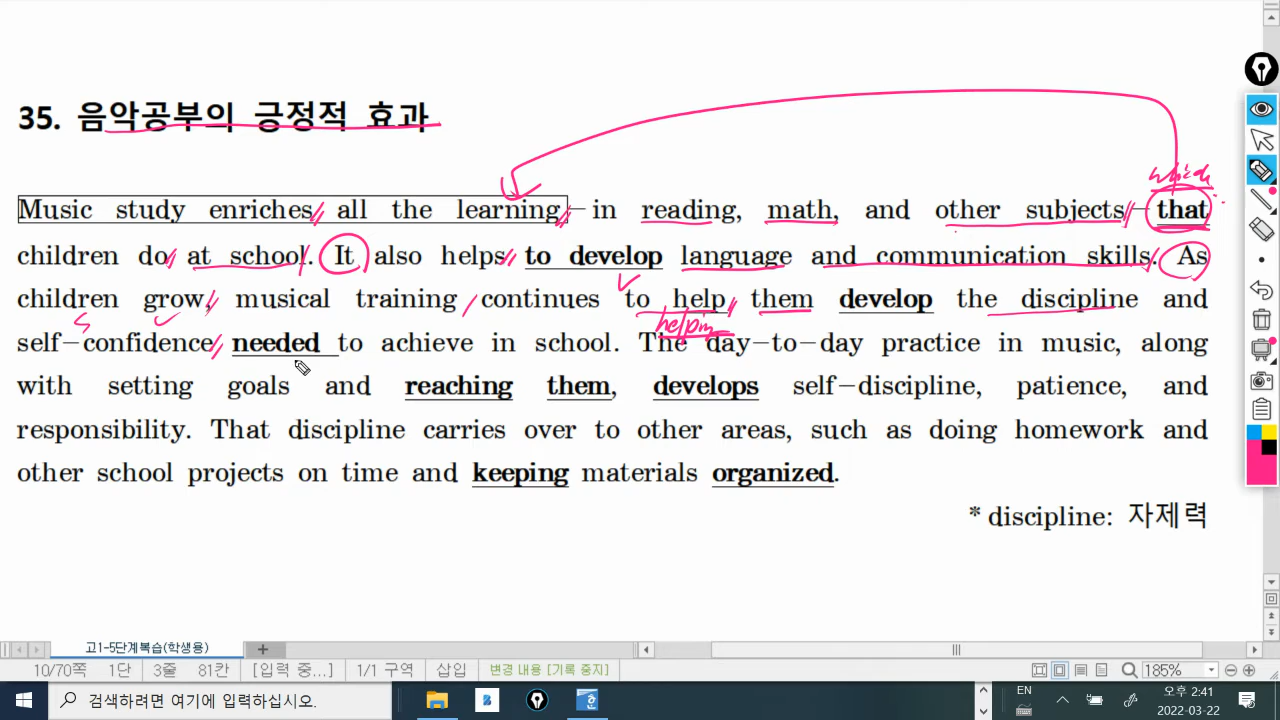 35. 음악공부의 긍정적 효과
which
Music study enriches all the learning－in reading, math, and other subjects－that
children do at school. It also helps to develop language and communication skills. As
children grow, musical training continues to help them develop the discipline and
helping
self－confidence needed to achieve in school. The day－to－day practice in music, along
with setting goals and reaching them, develops self－discipline, patience, and
responsibility. That discipline carries over to other areas, such as doing homework and
other school projects on time and keeping materials organized.
* discipline: 자제력
고1-5단계복습(학생용)
10/70쪽 1단 3줄 81칸 [입력 중...] 1/1 구역 삽입 변경 내용 [기록 중지] 185%
검색하려면 여기에 입력하십시오.
EN
오후 2:41
2022-03-22